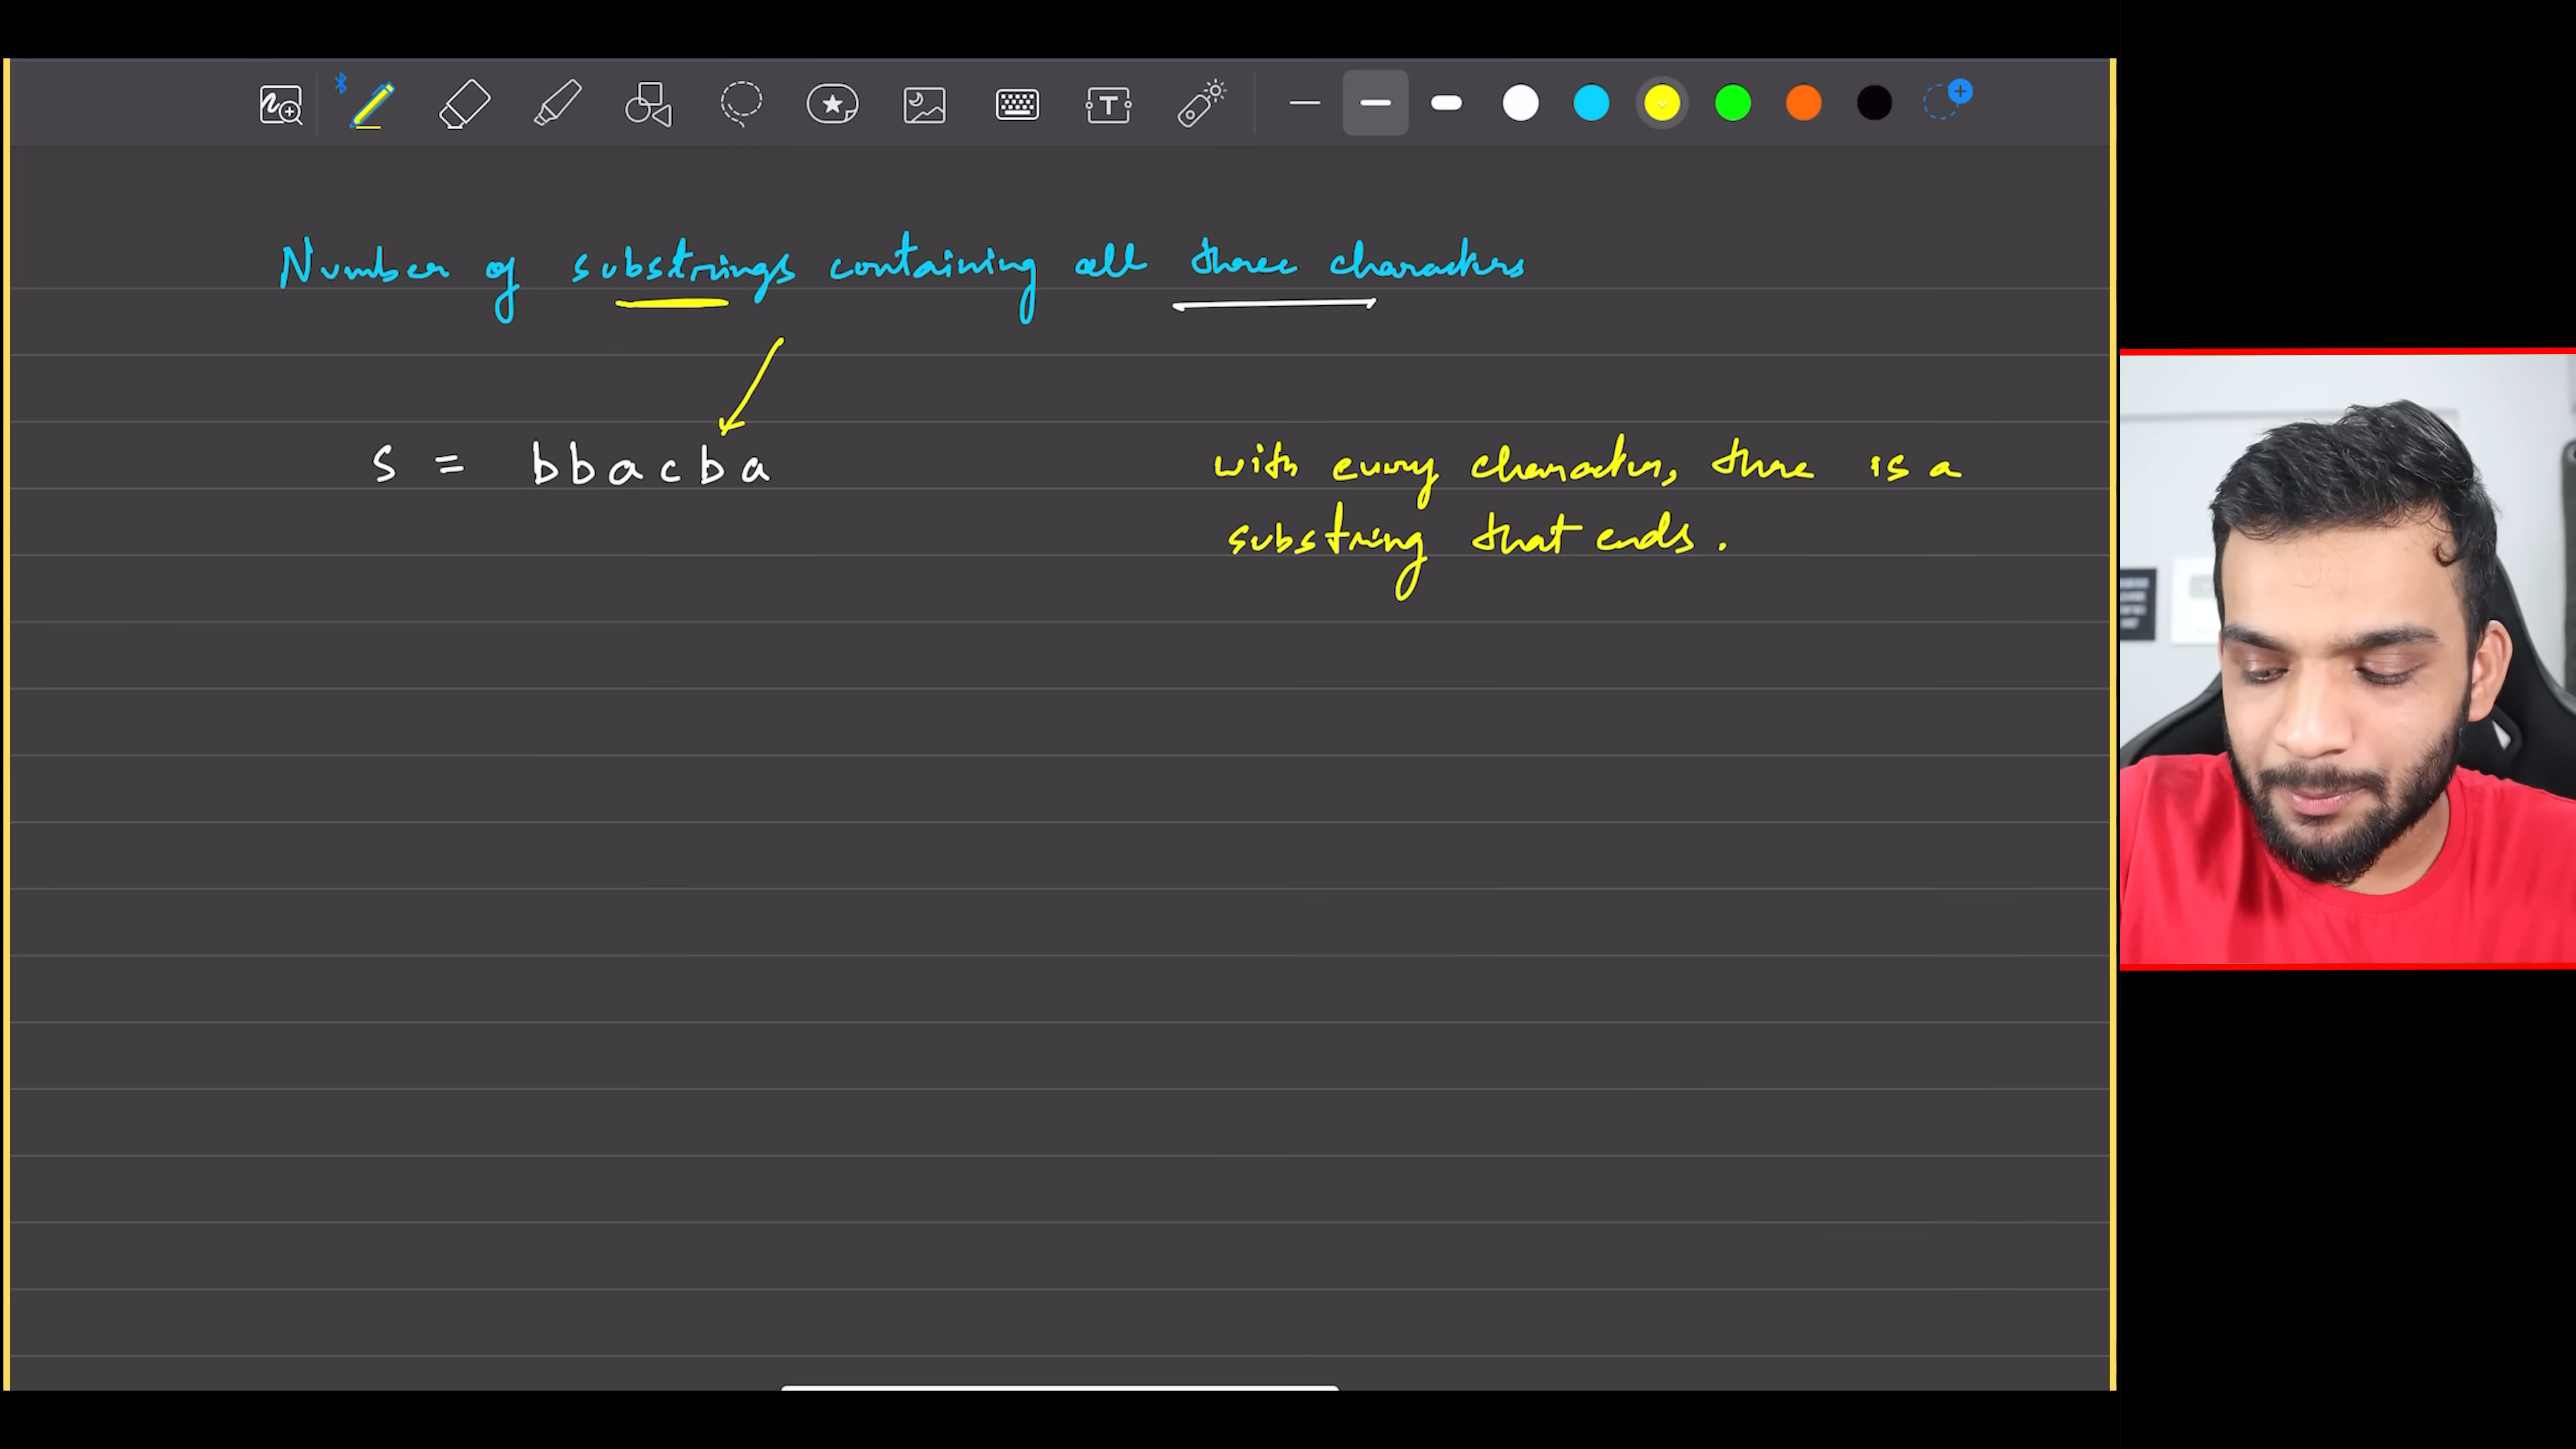 Number of substrings containing all three characters
s = bbacba
with every character, there is a
substring that ends.